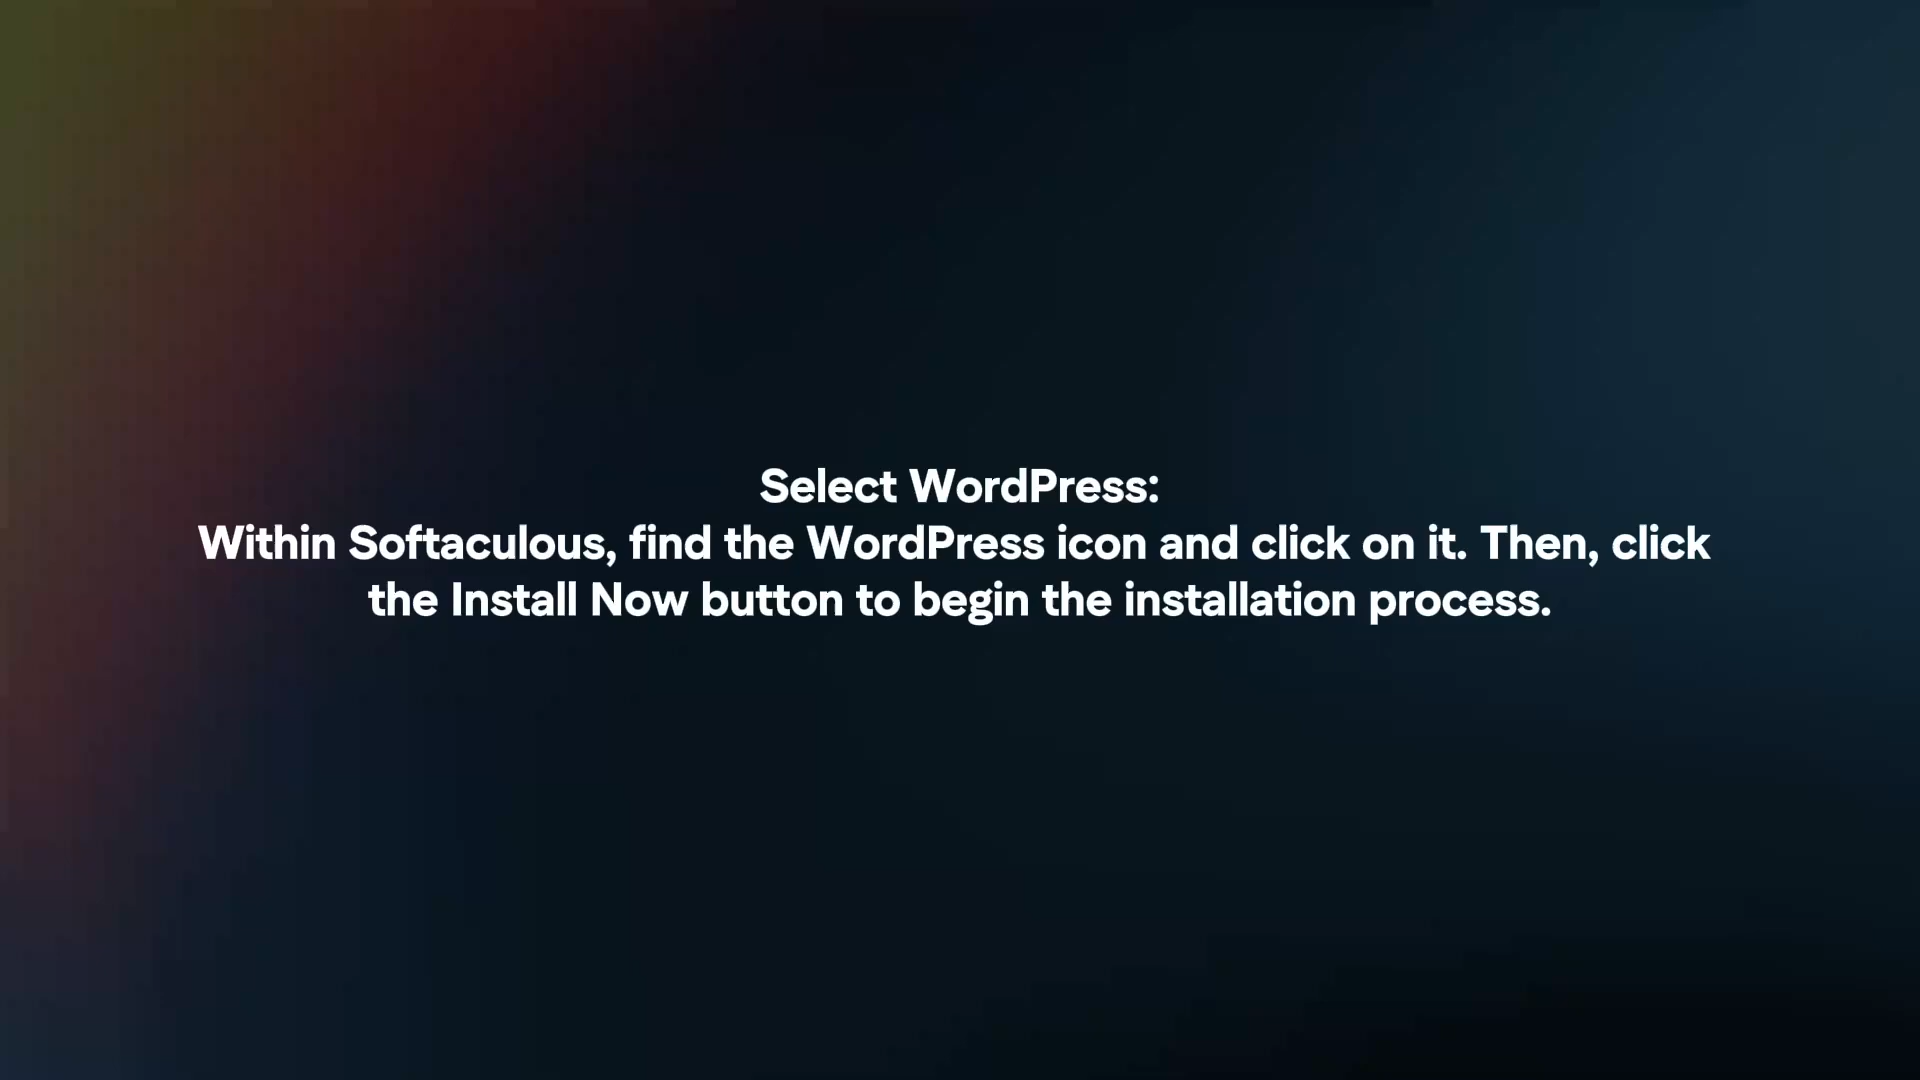 Select WordPress:
Within Softaculous, find the WordPress icon and click on it. Then, click
the Install Now button to begin the installation process.